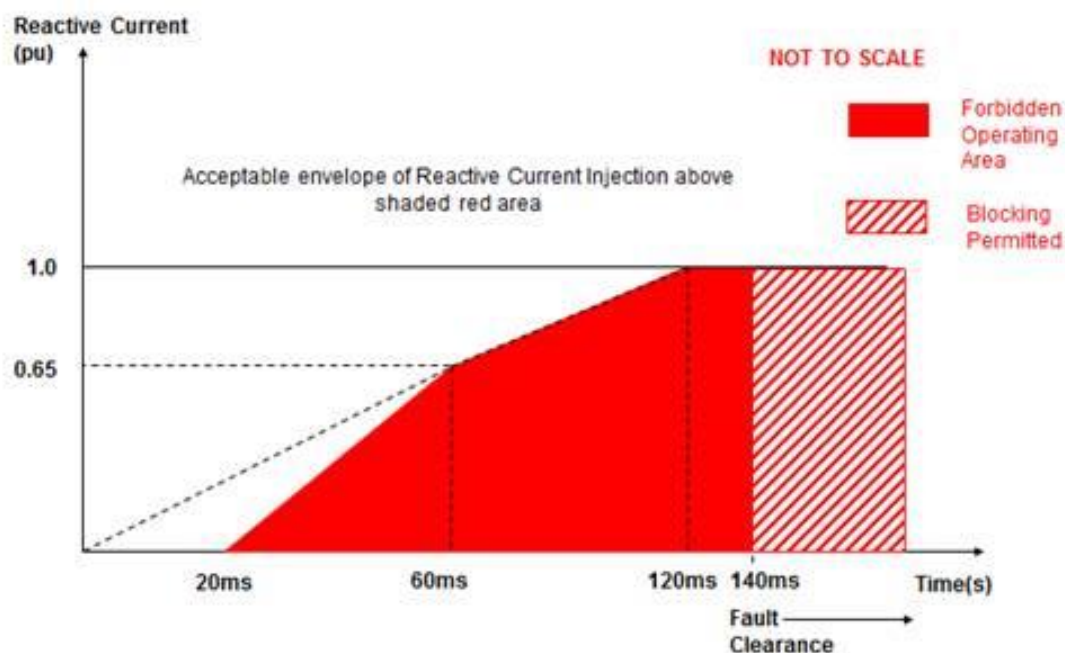 Reactive Current
(pu)
NOT TO SCALE
Forbidden
Operating
Area
Acceptable envelope of Reactive Current Injection above
shaded red area
Blocking
Permitted
1.0
0.65
20ms
60ms
120ms
140ms
Time(s)
Fault
Clearance